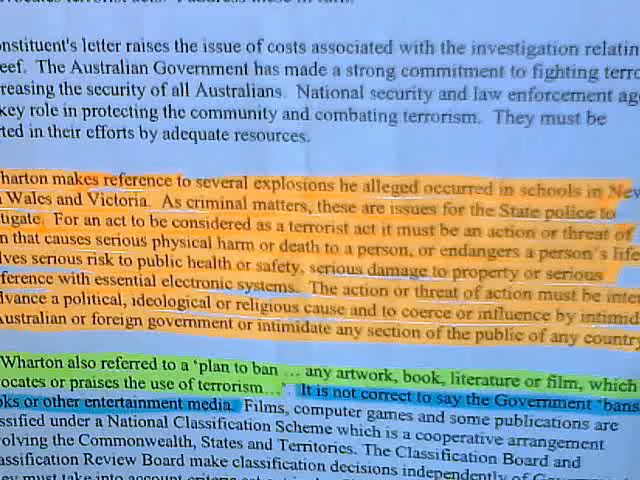 onstituent's letter raises the issue of costs associated with the investigation relatin
eef. The Australian Government has made a strong commitment to fighting terro
reasing the security of all Australians. National security and law enforcement ag
key role in protecting the community and combating terrorism. They must be
ted in their efforts by adequate resources.
harton makes reference to several explosions he alleged occurred in schools in New
Wales and Victoria. As criminal matters, these are issues for the State police to
tigate. For an act to be considered as a terrorist act it must be an action or threat of
n that causes serious physical harm or death to a person, or endangers a person's life
lves serious risk to public health or safety, serious damage to property or serious
ference with essential electronic systems. The action or threat of action must be inte
dvance a political, ideological or religious cause and to coerce or influence by intimid
Australian or foreign government or intimidate any section of the public of any country
Wharton also referred to a 'plan to ban ... any artwork, book, literature or film, which
ocates or praises the use of terrorism...' It is not correct to say the Government 'bans
oks or other entertainment media. Films, computer games and some publications are
ssified under a National Classification Scheme which is a cooperative arrangement
olving the Commonwealth, States and Territories. The Classification Board and
assification Review Board make classification decisions independently of
must take into account criteria